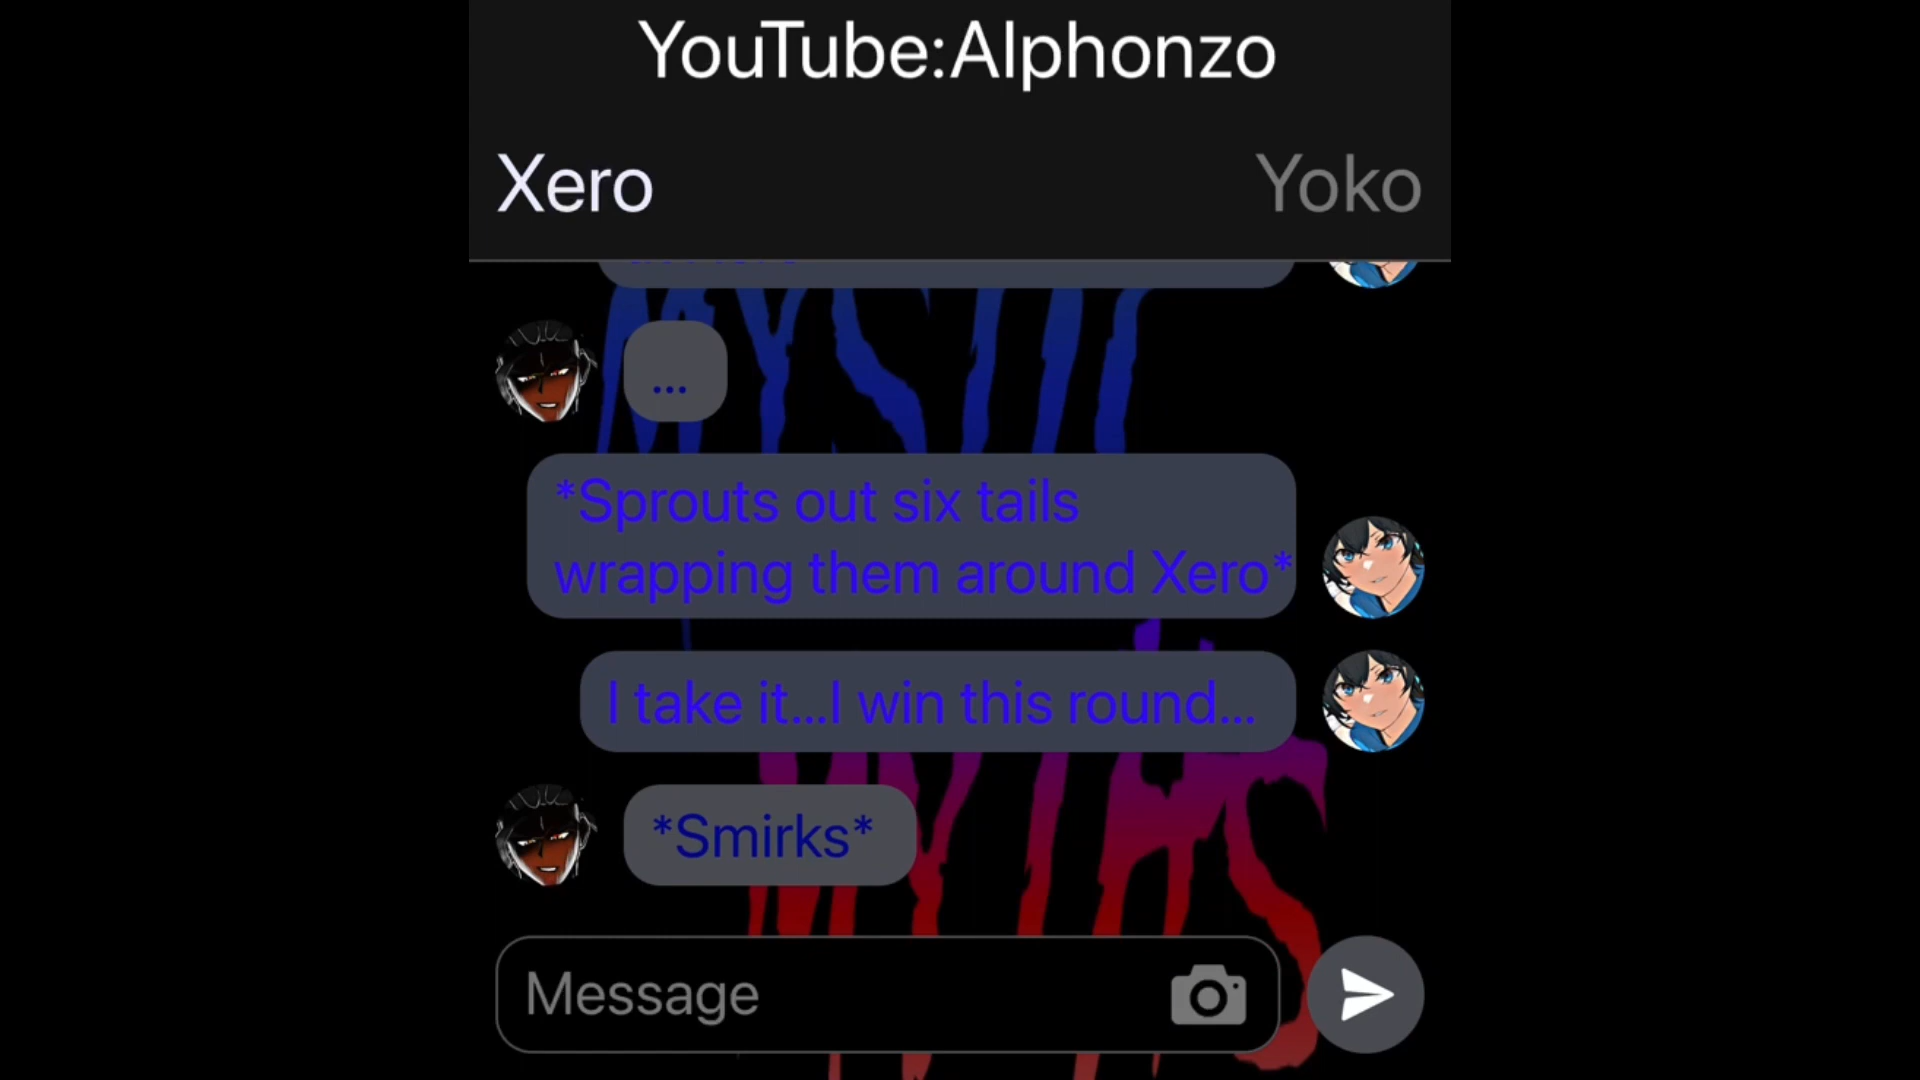 YouTube:Alphonzo
Xero
Yoko
MYSTIC
...
*Sprouts out six tails
wrapping them around Xero*
I take it...I win this round...
*Smirks*
Message